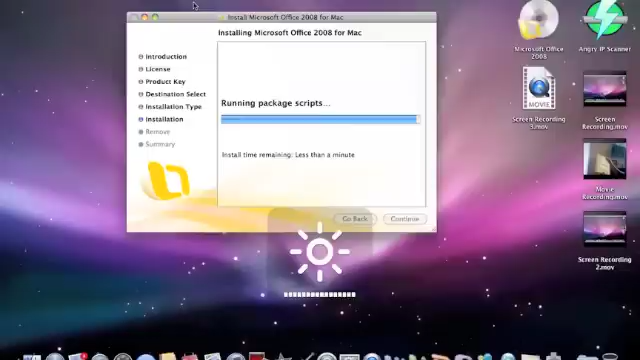 Install Microsoft Office 2008 for Mac
Installing Microsoft Office 2008 for Mac
Introduction
License
Product Key
Destination Select
Installation Type
Installation
Remove
Summary
Running package scripts...
Install time remaining: Less than a minute
Go Back
Continue
Microsoft Office
2008
Angry IP Scanner
MOVIE
Screen Recording
3.mov
Screen
Recording.mov
Movie
Recording.mov
Screen Recording
2.mov